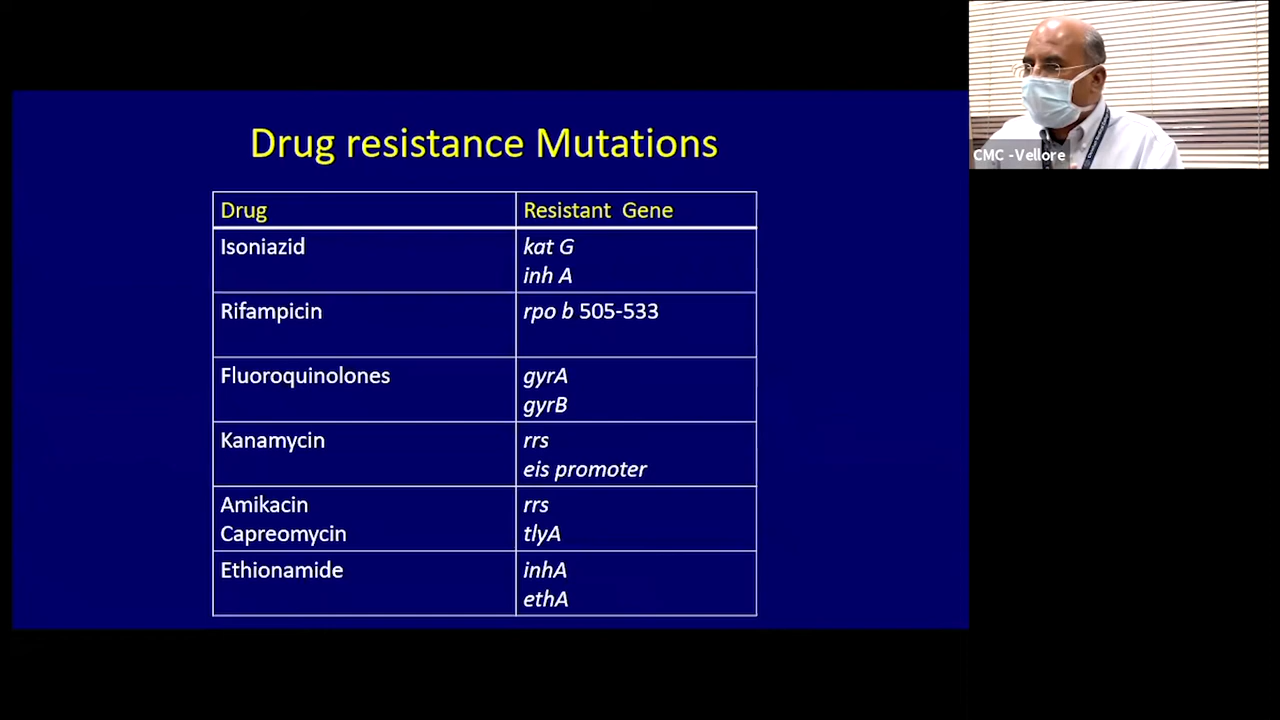 Drug resistance Mutations
Drug Resistant Gene
Isoniazid kat G
inh A
Rifampicin rpo b 505-533
Fluoroquinolones gyrA
gyrB
Kanamycin rrs
eis promoter
Amikacin rrs
Capreomycin tlyA
Ethionamide inhA
ethA
CMC -Vellore